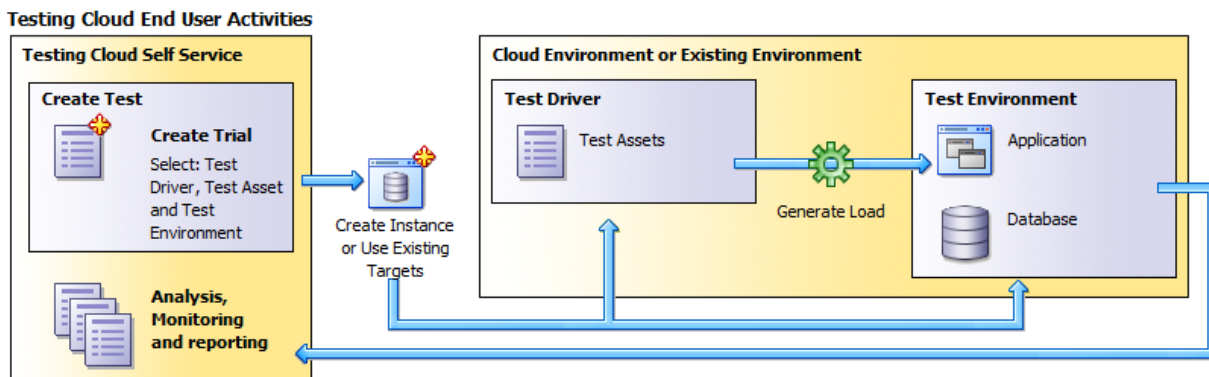 Testing Cloud End User Activities
Testing Cloud Self Service
Create Test
Create Trial
Select: Test
Driver, Test Asset
and Test
Environment
Analysis,
Monitoring
and reporting
Create Instance
or Use Existing
Targets
Cloud Environment or Existing Environment
Test Driver
Test Assets
Generate Load
Test Environment
Application
Database